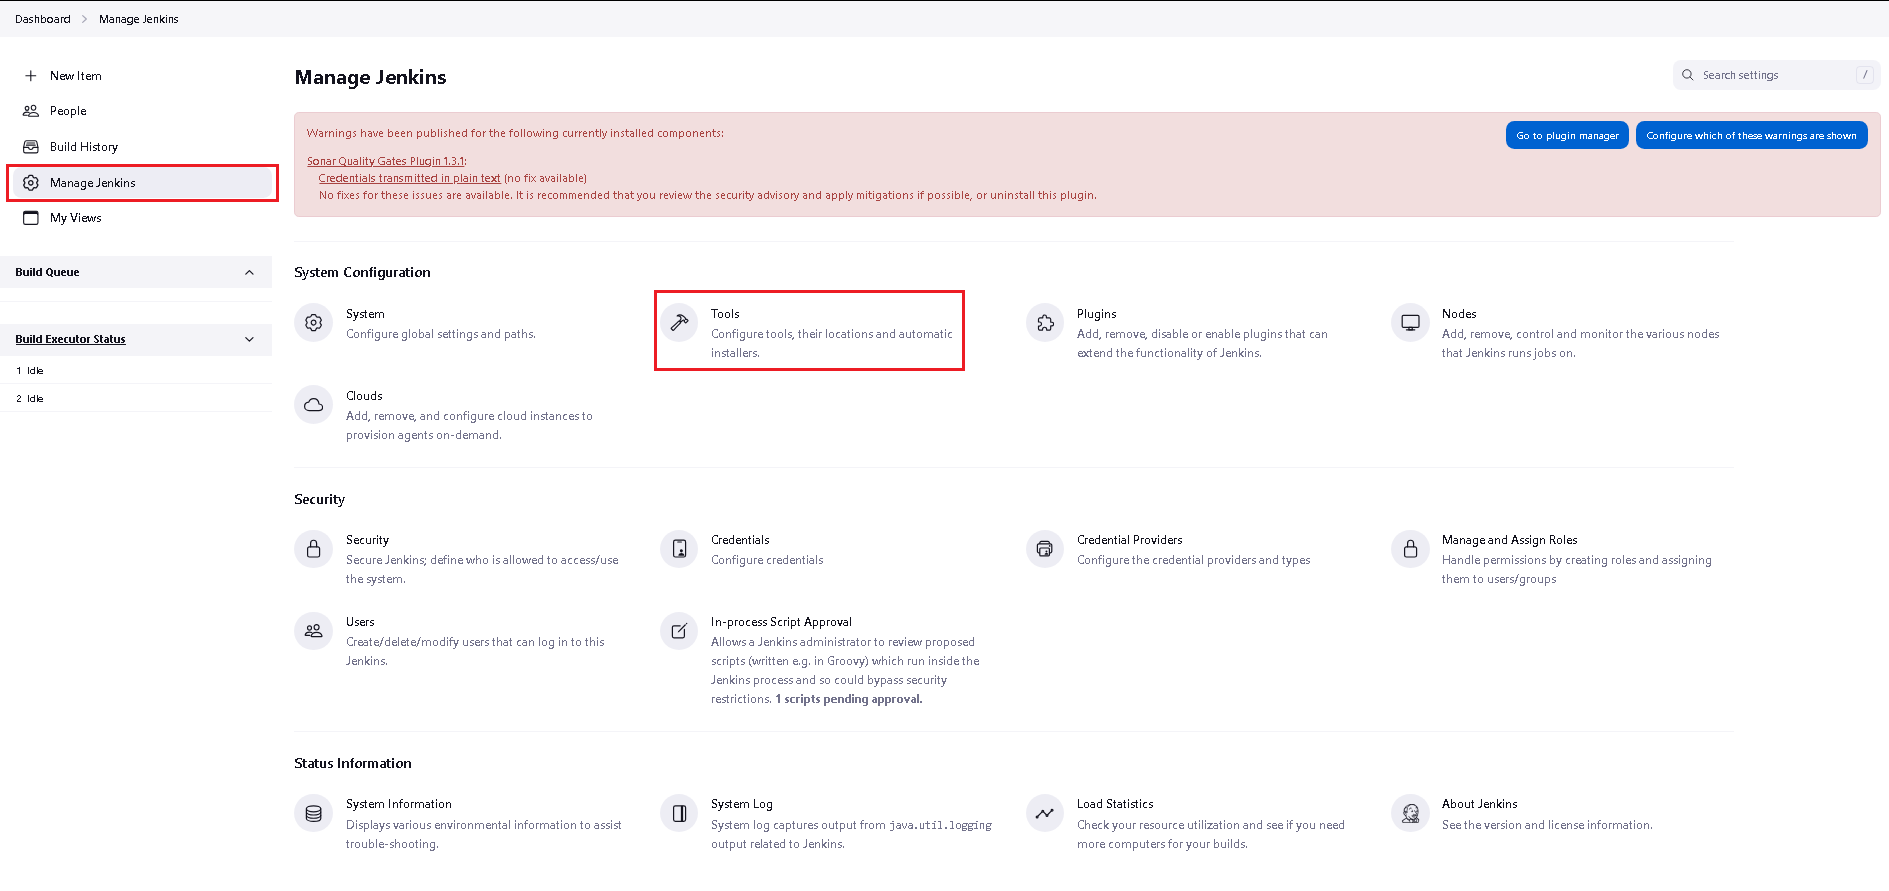 Dashboard > Manage Jenkins
New Item
People
Build History
Manage Jenkins
My Views
Build Queue
Build Executor Status
1 Idle
2 Idle
Manage Jenkins
Search settings /
Warnings have been published for the following currently installed components:
Go to plugin manager
Configure which of these warnings are shown
Sonar Quality Gates Plugin 1.3.1:
Credentials transmitted in plain text (no fix available)
No fixes for these issues are available. It is recommended that you review the security advisory and apply mitigations if possible, or uninstall this plugin.
System Configuration
System
Configure global settings and paths.
Tools
Configure tools, their locations and automatic
installers.
Plugins
Add, remove, disable or enable plugins that can
extend the functionality of Jenkins.
Nodes
Add, remove, control and monitor the various nodes
that Jenkins runs jobs on.
Clouds
Add, remove, and configure cloud instances to
provision agents on-demand.
Security
Security
Secure Jenkins; define who is allowed to access/use
the system.
Credentials
Configure credentials
Credential Providers
Configure the credential providers and types
Manage and Assign Roles
Handle permissions by creating roles and assigning
them to users/groups
Users
Create/delete/modify users that can log in to this
Jenkins.
In-process Script Approval
Allows a Jenkins administrator to review proposed
scripts (written e.g. in Groovy) which run inside the
Jenkins process and so could bypass security
restrictions. 1 scripts pending approval.
Status Information
System Information
Displays various environmental information to assist
trouble-shooting.
System Log
System log captures output from java.util.logging
output related to Jenkins.
Load Statistics
Check your resource utilization and see if you need
more computers for your builds.
About Jenkins
See the version and license information.